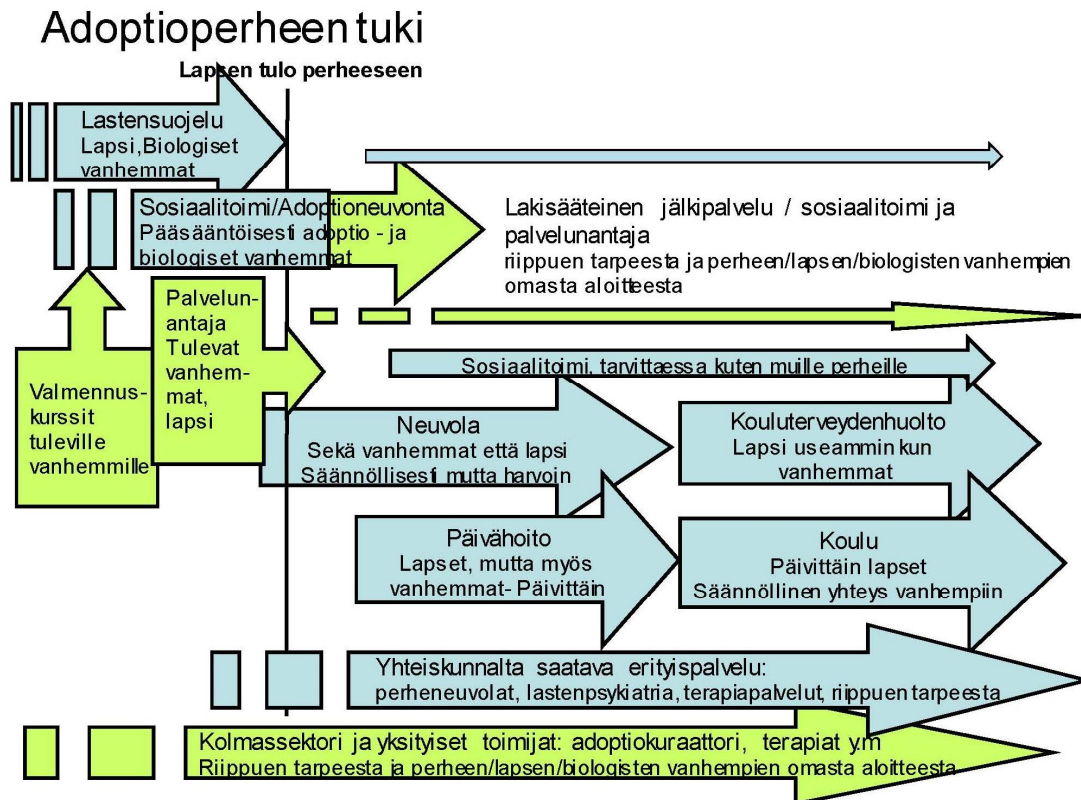 Adoptioperheen tuki
Lapsen tulo perheeseen
Lastensuojelu
Lapsi,Biologiset
vanhemmat
Sosiaalitoimi/Adoptioneuvonta
Pääsääntöisesti adoptio - ja
biologiset vanhemmat
Lakisääteinen jälkipalvelu / sosiaalitoimi ja
palvelunantaja
riippuen tarpeesta ja perheen/lapsen/biologisten vanhempien
omasta aloitteesta
Palvelun-
antaja
Tulevat
vanhem-
mat,
lapsi
Valmennus-
kurssit
tuleville
vanhemmille
Sosiaalitoimi, tarvittaessa kuten muille perheille
Neuvola
Sekä vanhemmat että lapsi
Säännöllisesti mutta harvoin
Kouluterveydenhuolto
Lapsi useammin kun
vanhemmat
Päivähoito
Lapset, mutta myös
vanhemmat- Päivittäin
Koulu
Päivittäin lapset
Säännöllinen yhteys vanhempiin
Yhteiskunnalta saatava erityispalvelu:
perheneuvolat, lastenpsykiatria, terapiapalvelut, riippuen tarpeesta
Kolmassektori ja yksityiset toimijat: adoptiokuraattori, terapiat y.m
Riippuen tarpeesta ja perheen/lapsen/biologisten vanhempien omasta aloitteesta